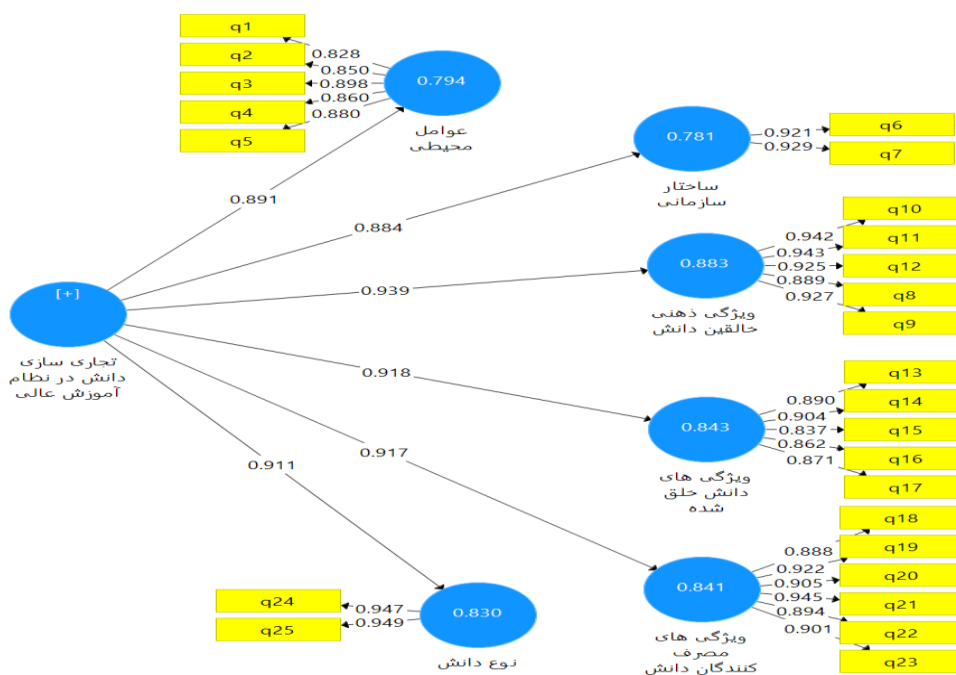 q1
q2
q3
q4
q5
0.828
0.850
0.898
0.860
0.880
0.794
عوامل
محیطی
0.891
0.781
ساختار
سازمانی
0.921
0.929
q6
q7
0.884
0.883
ویژگی ذهنی
خالقین دانش
0.942
0.943
0.925
0.889
0.927
q10
q11
q12
q8
q9
0.939
[+]
تجاری سازی
دانش در نظام
آموزش عالی
0.918
0.843
ویژگی های
دانش خلق
شده
0.890
0.904
0.837
0.862
0.871
q13
q14
q15
q16
q17
0.917
0.841
ویژگی های
مصرف
کنندگان دانش
0.888
0.922
0.905
0.945
0.894
0.901
q18
q19
q20
q21
q22
q23
0.911
q24
q25
0.947
0.949
0.830
نوع دانش